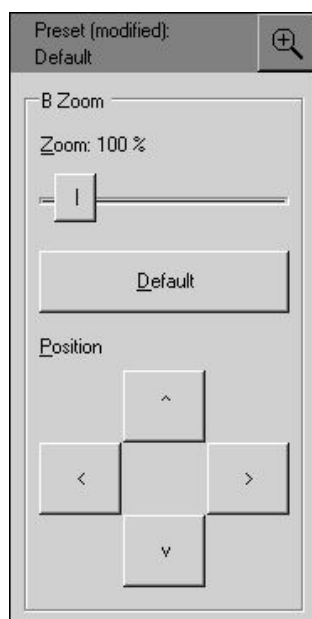 Preset (modified):
Default
B Zoom
Zoom: 100 %
Default
Position
^
< >
v